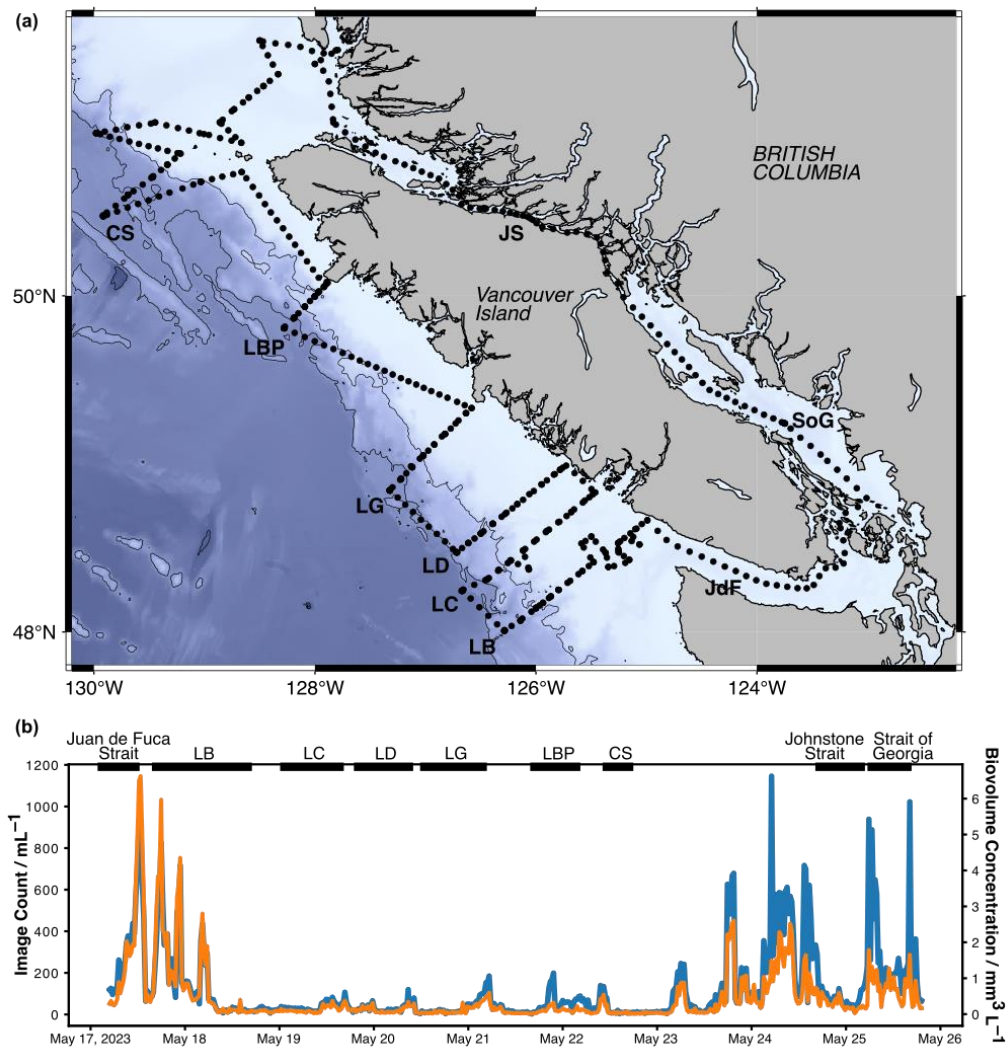 (a)
BRITISH
COLUMBIA
CS
JS
50°N
Vancouver
Island
LBP
SoG
LG
LD
LC
JdF
48°N
LB
130°W
128°W
126°W
124°W
(b)
Juan de Fuca
Strait
LB
LC
LD
LG
LBP
CS
Johnstone
Strait
Strait of
Georgia
Image Count / mL⁻¹
1200
1000
800
600
400
200
0
Biovolume Concentration / mm³ L⁻¹
6
5
4
3
2
1
0
May 17, 2023
May 18
May 19
May 20
May 21
May 22
May 23
May 24
May 25
May 26